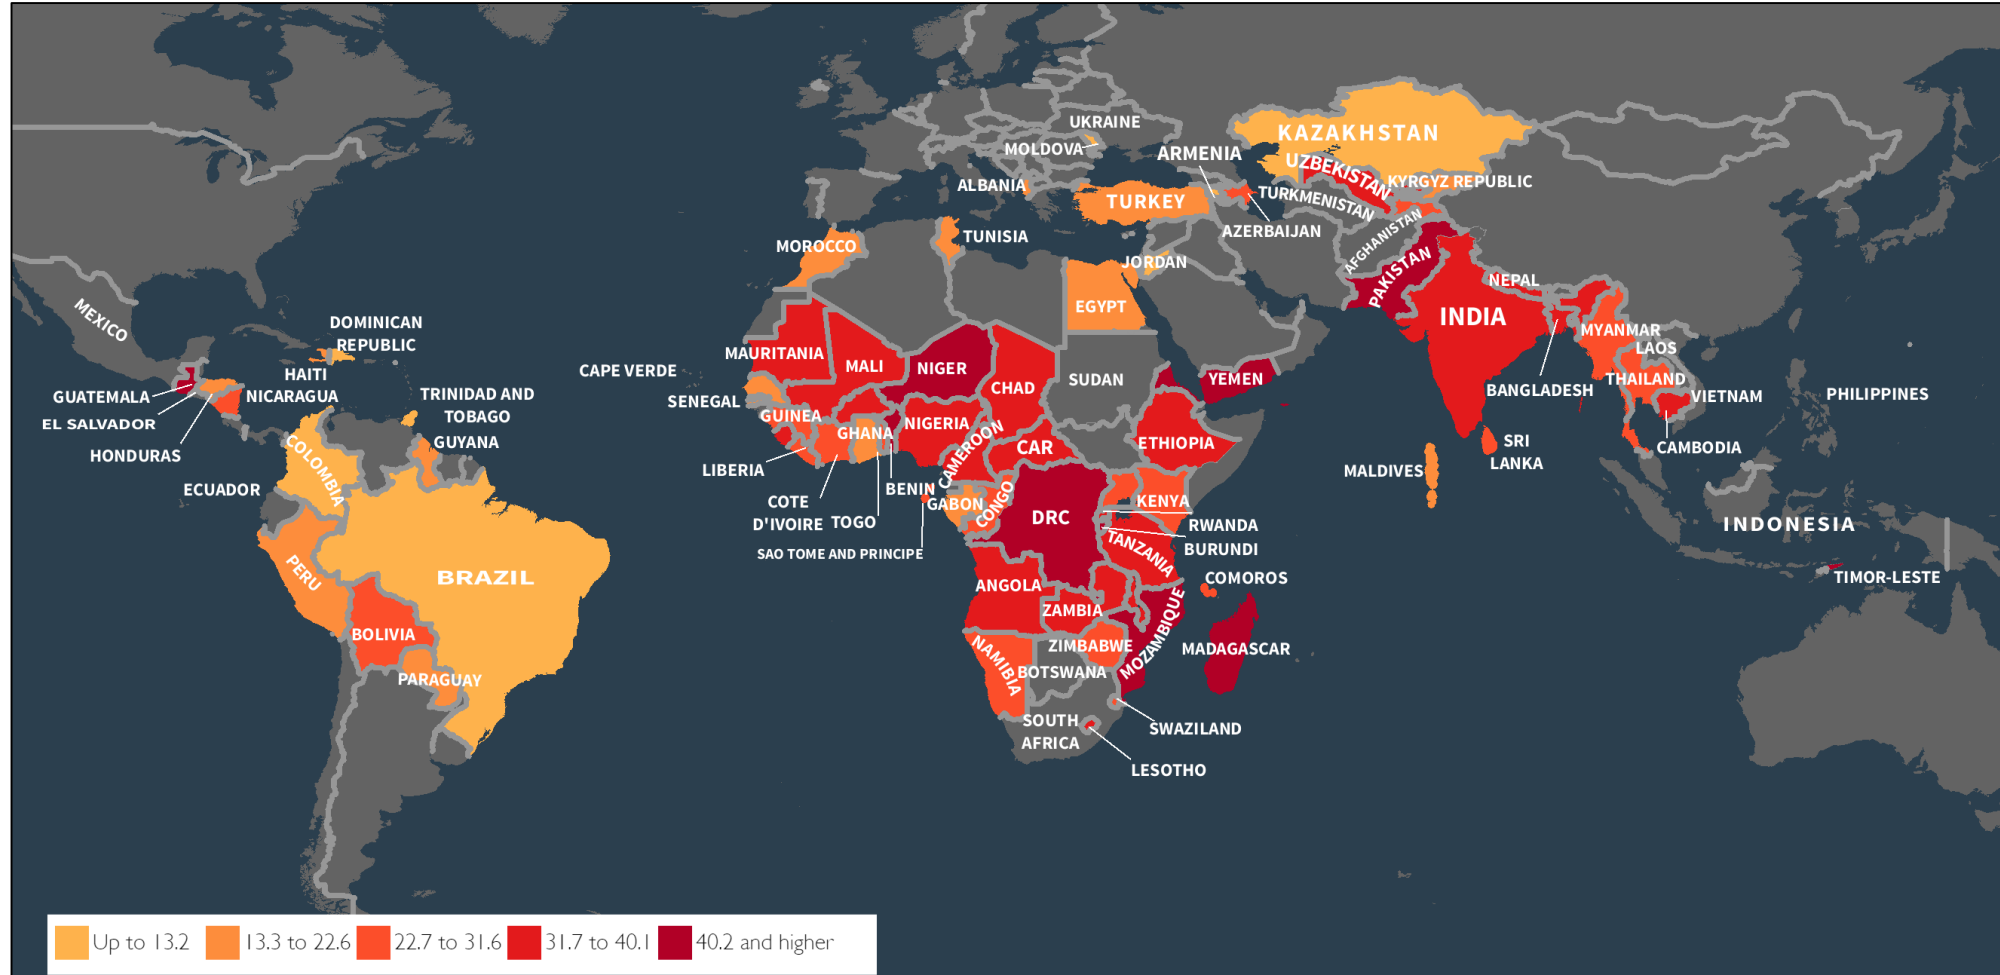 UKRAINE
KAZAKHSTAN
MOLDOVA
ARMENIA
UZBEKISTAN
ALBANIA
KYRGYZ REPUBLIC
TURKEY
TURKMENISTAN
TUNISIA
AZERBAIJAN
MOROCCO
AFGHANISTAN
JORDAN
PAKISTAN
NEPAL
MEXICO
EGYPT
INDIA
DOMINICAN
REPUBLIC
MYANMAR
LAOS
MAURITANIA
MALI
NIGER
CHAD
SUDAN
YEMEN
CAPE VERDE
HAITI
THAILAND
BANGLADESH
GUATEMALA
NICARAGUA
TRINIDAD AND
TOBAGO
SENEGAL
GUINEA
NIGERIA
VIETNAM
PHILIPPINES
EL SALVADOR
GHANA
CAMEROON
CAR
ETHIOPIA
GUYANA
HONDURAS
COLOMBIA
SRI
LANKA
CAMBODIA
LIBERIA
MALDIVES
ECUADOR
BENIN
GABON
CONGO
KENYA
COTE
D'IVOIRE
TOGO
DRC
RWANDA
INDONESIA
SAO TOME AND PRINCIPE
BURUNDI
TANZANIA
PERU
BRAZIL
ANGOLA
COMOROS
TIMOR-LESTE
ZAMBIA
BOLIVIA
MOZAMBIQUE
ZIMBABWE
MADAGASCAR
NAMIBIA
BOTSWANA
PARAGUAY
SOUTH
AFRICA
SWAZILAND
LESOTHO
Up to 13.2
13.3 to 22.6
22.7 to 31.6
31.7 to 40.1
40.2 and higher